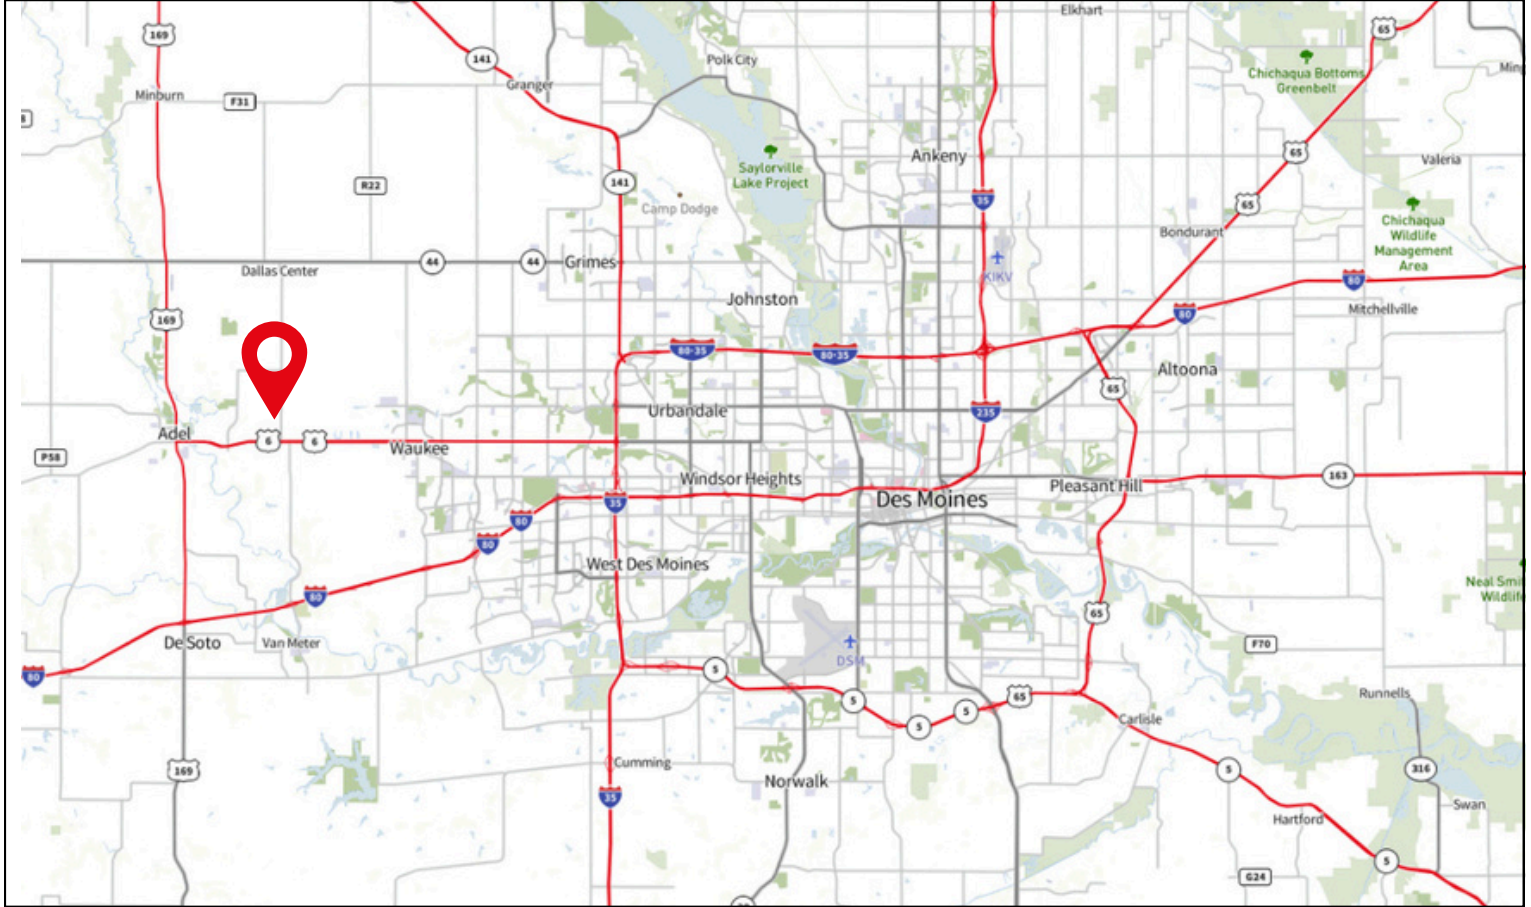 Elkhart
65
169
141
Polk City
Chichaqua Bottoms
Greenbelt
Granger
Minburn
F31
65
Ankeny
Valeria
Saylorville
Lake Project
141
R22
35
65
Camp Dodge
Chichaqua
Wildlife
Management
Area
Bondurant
44
44
Grimes
KIKV
Dallas Center
80
Johnston
Mitchellville
80
169
80-35
80-35
Altoona
65
Urbandale
235
Adel
6
6
Waukee
P58
Windsor Heights
163
Pleasant Hill
35
Des Moines
80
80
West Des Moines
80
65
De Soto
Van Meter
F70
DSM
80
5
Runnells
5
65
5
5
Carlisle
Cumming
169
5
316
Norwalk
35
Swan
Hartford
5
G24